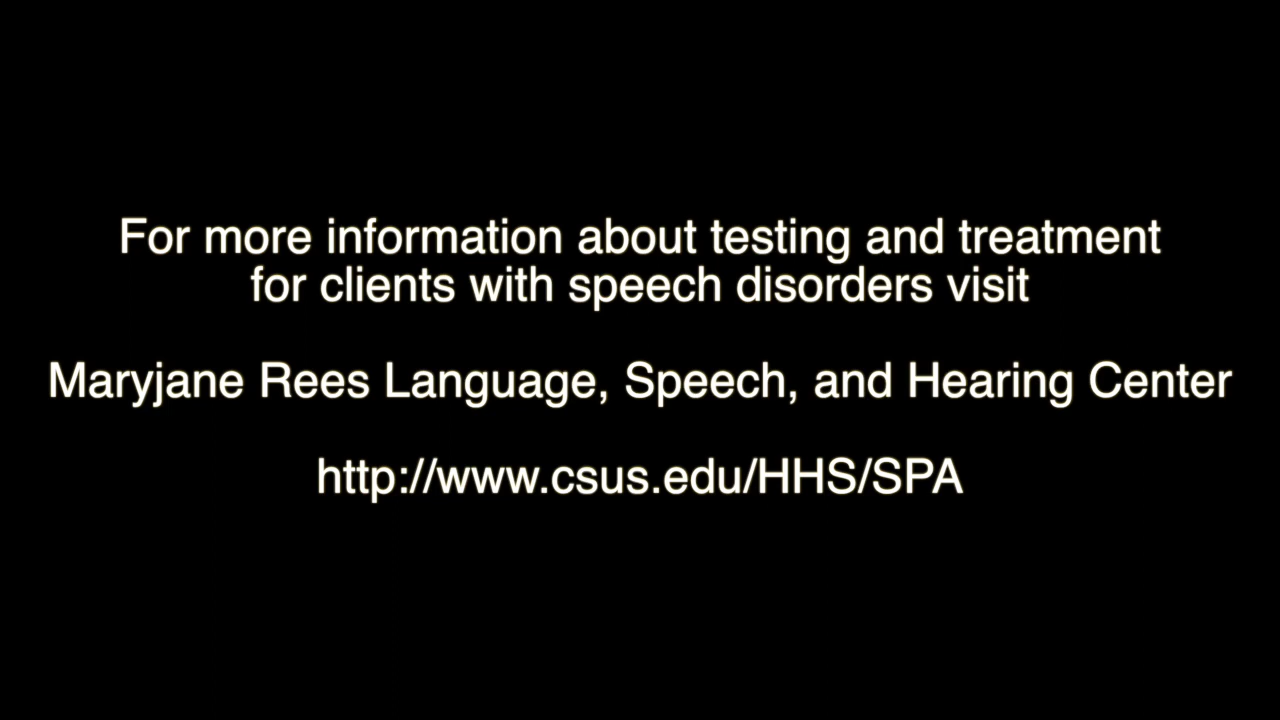 For more information about testing and treatment
for clients with speech disorders visit
Maryjane Rees Language, Speech, and Hearing Center
http://www.csus.edu/HHS/SPA